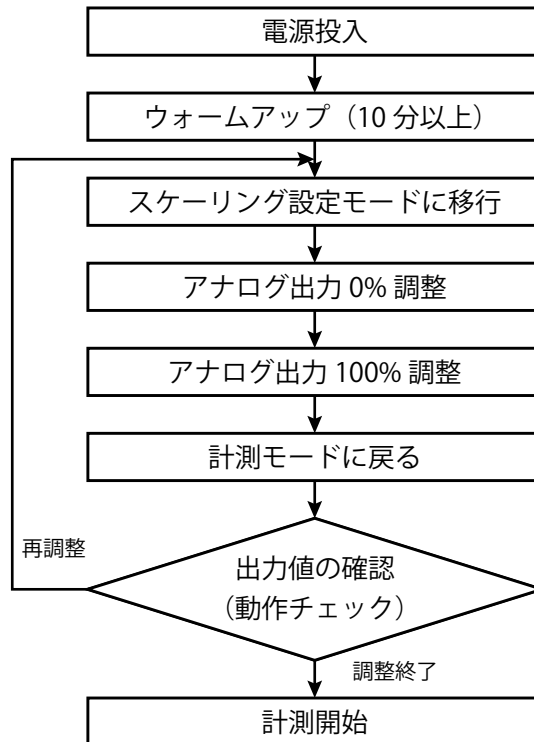 電源投入
ウォームアップ（10 分以上）
スケーリング設定モードに移行
アナログ出力 0% 調整
アナログ出力 100% 調整
計測モードに戻る
再調整
出力値の確認
（動作チェック）
調整終了
計測開始